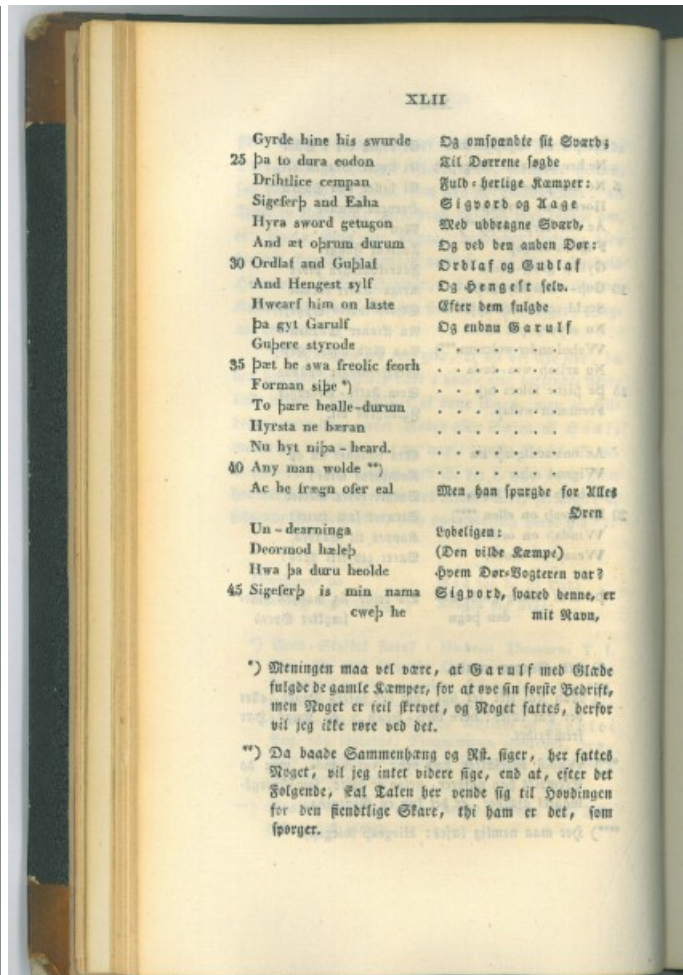 XLII
Gyrde hine his swurde Og omspændte sit Sværd;
25 þa to dura eodon Til Dørrene søgde
Drihtlice cempan Fuld-herlige Kæmper:
Sigeferþ and Eaha Sigvord og Aage
Hyra sword getugon Med uddragne Sværd,
And æt oþrum durum Og ved den anden Dør:
30 Ordlaf and Guþlaf Ordlaf og Gudlaf
And Hengest sylf Og Hengest selv.
Hwearf him on laste Efter dem fulgde
þa gyt Garulf Og endnu Garulf
Guþere styrode . . . . . . .
35 þæt he swa freolic feorh . . . . . . .
Forman siþe *) . . . . . . .
To þære healle-durum . . . . . . .
Hyrsta ne bæran . . . . . . .
Nu hyt niþa-heard. . . . . . . .
40 Any man wolde **) . . . . . . .
Ac he frægn ofer eal Men han spurgde for Alles
Øren
Un-dearninga Lydeligen:
Deormod hæleþ (Den vilde Kæmpe)
Hwa þa duru heolde Hvem Dør-Vogteren var?
45 Sigeferþ is min nama Sigvord, svared denne, er
cweþ he mit Navn,
*) Meningen maa vel være, at Garulf med Glæde
fulgde de gamle Kæmper, for at øve sin første Bedrift,
men Noget er feil skrevet, og Noget fattes, derfor
vil jeg ikke røre ved det.
**) Da baade Sammenhæng og Rst. siger, her fattes
Noget, vil jeg intet videre sige, end at, efter det
Følgende, skal Talen her vende sig til Høvdingen
for den fiendtlige Skare, thi ham er det, som
spørger.